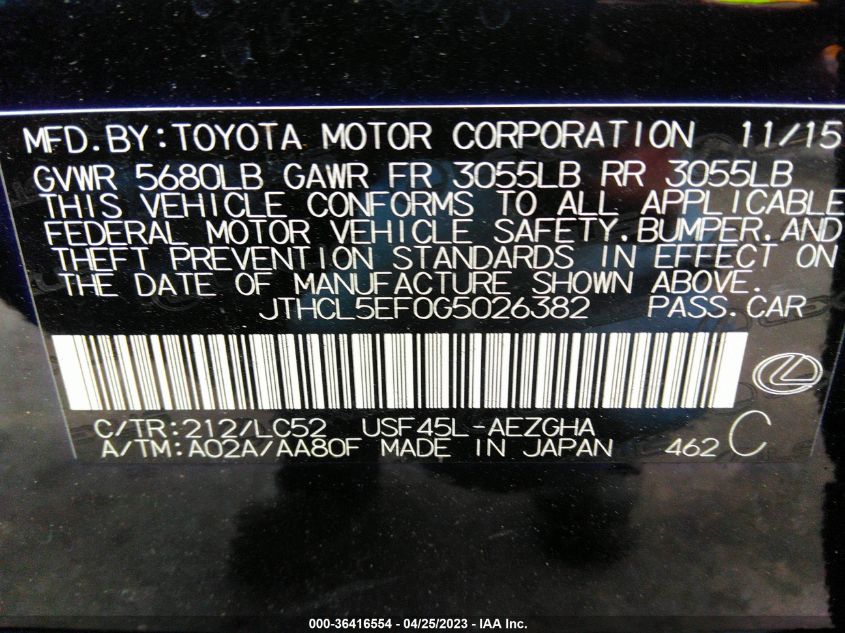 MFD.BY:TOYOTA MOTOR CORPORATION 11/15
GVWR 5680LB GAWR FR 3055LB RR 3055LB
THIS VEHICLE CONFORMS TO ALL APPLICABLE
FEDERAL MOTOR VEHICLE SAFETY.BUMPER.AND
THEFT PREVENTION STANDARDS IN EFFECT ON
THE DATE OF MANUFACTURE SHOWN ABOVE.
JTHCL5EF0G5026382 PASS.CAR
C/TR:212/LC52 USF45L-AEZGHA
A/TM:A02A/AA80F MADE IN JAPAN 462 C
000-36416554 - 04/25/2023 - IAA Inc.